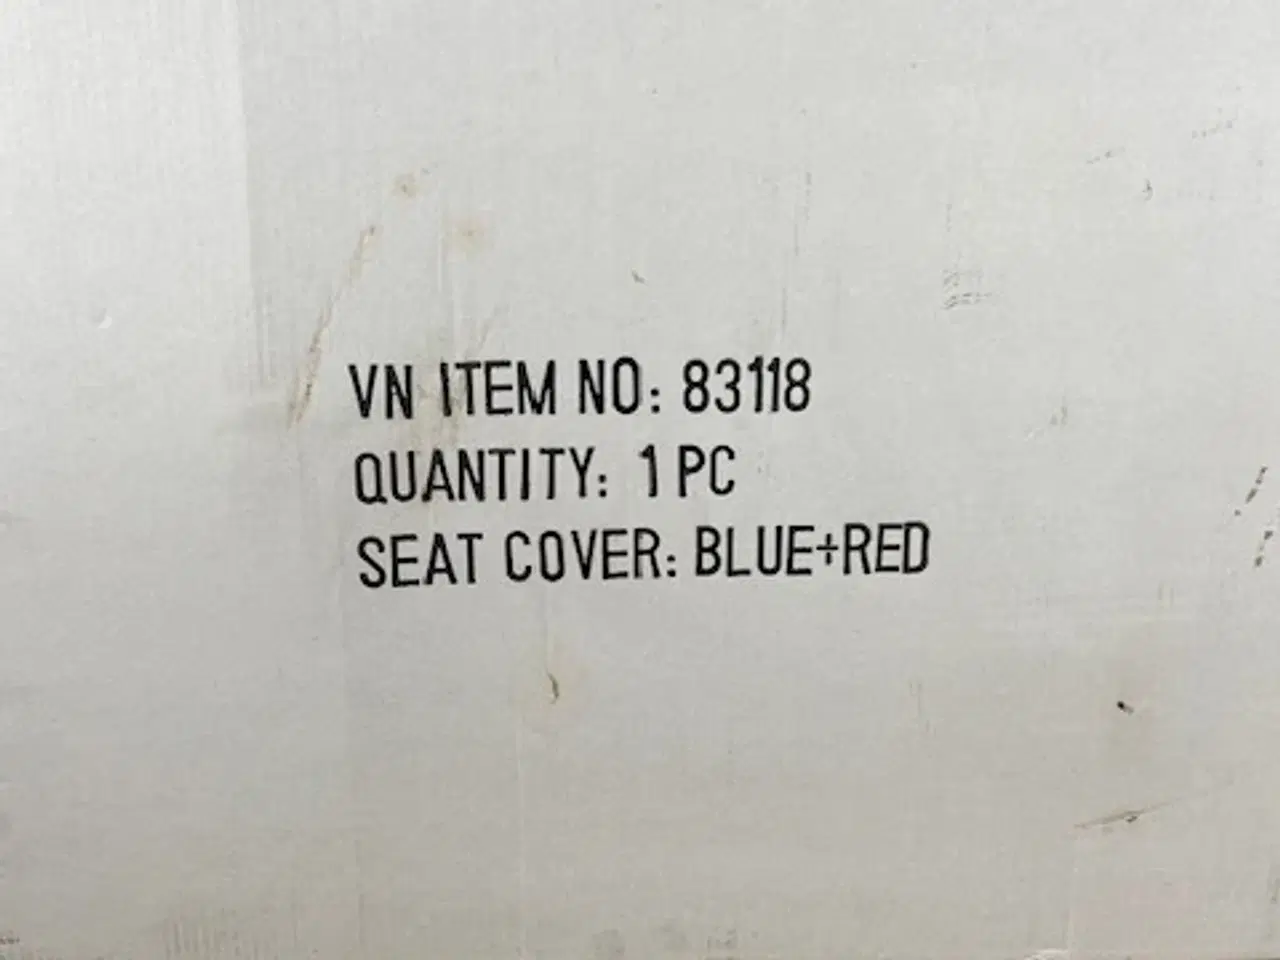 VN ITEM NO: 83118
QUANTITY: 1 PC
SEAT COVER: BLUE+RED